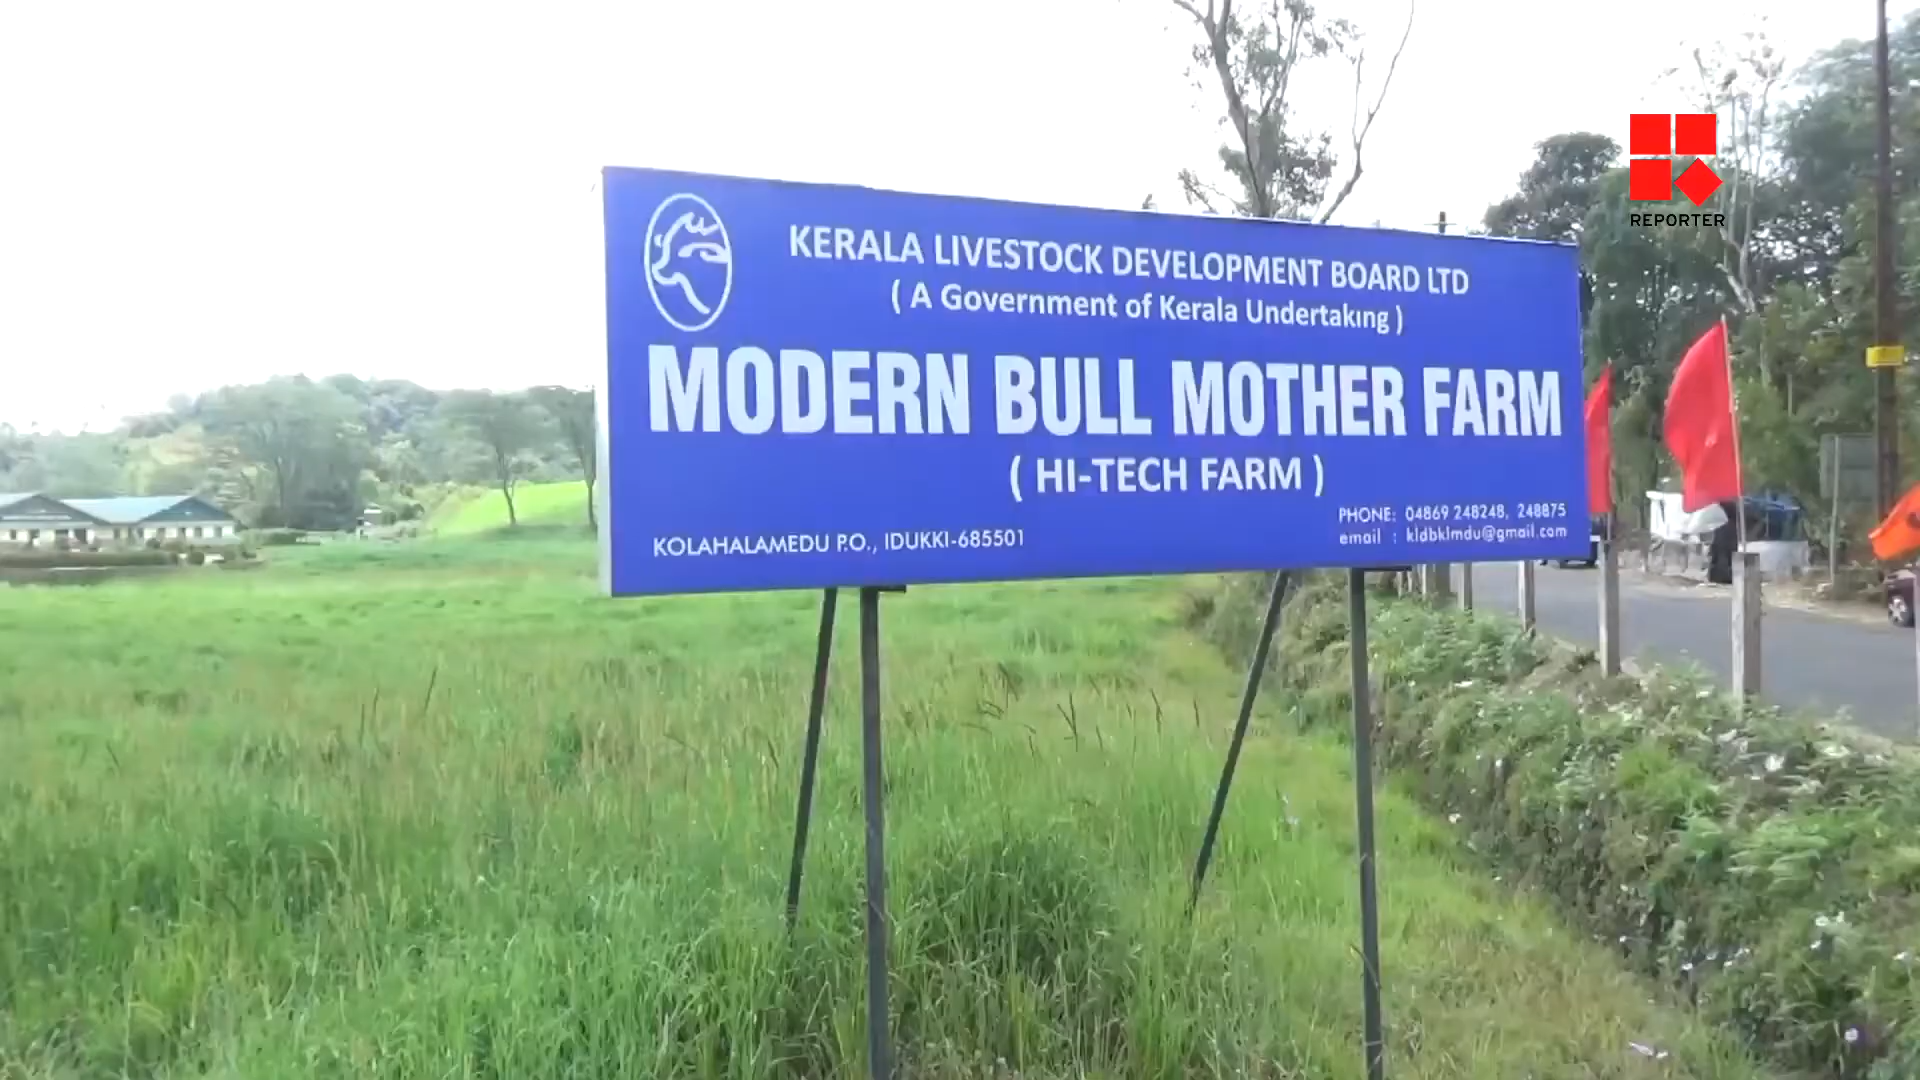 REPORTER
KERALA LIVESTOCK DEVELOPMENT BOARD LTD
( A Government of Kerala Undertaking )
MODERN BULL MOTHER FARM
( HI-TECH FARM )
KOLAHALAMEDU P.O., IDUKKI-685501
PHONE: 04869 248248, 248875
email : kldbklmdu@gmail.com